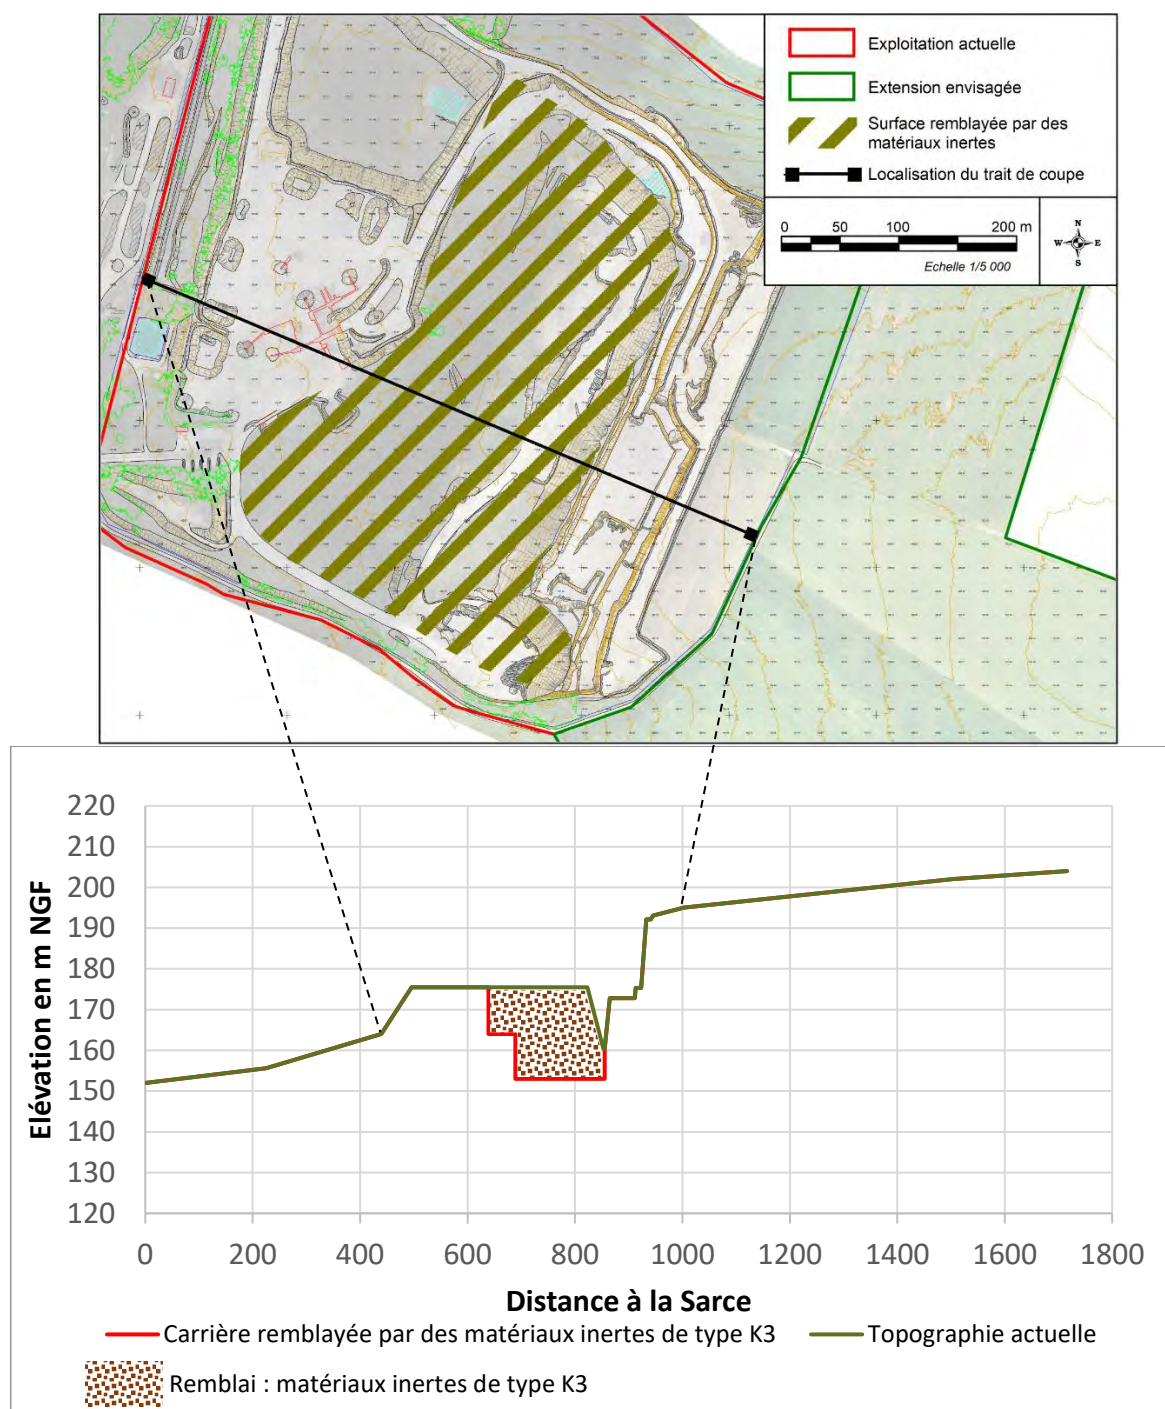 Exploitation actuelle
Extension envisagée
Surface remblayée par des
matériaux inertes
Localisation du trait de coupe
0 50 100 200 m
Echelle 1/5 000
N
W E
S
Elévation en m NGF
220
210
200
190
180
170
160
150
140
130
120
0 200 400 600 800 1000 1200 1400 1600 1800
Distance à la Sarce
Carrière remblayée par des matériaux inertes de type K3
Topographie actuelle
Remblai : matériaux inertes de type K3